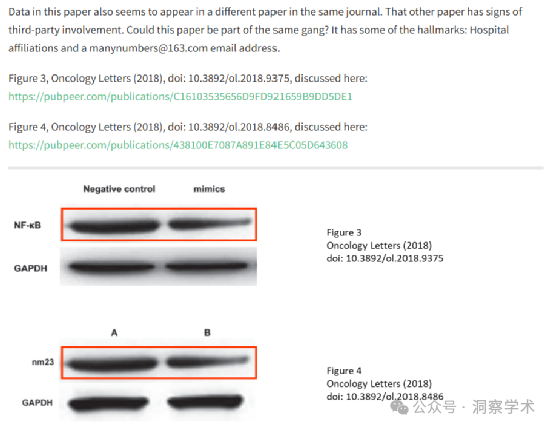 Data in this paper also seems to appear in a different paper in the same journal. That other paper has signs of
third-party involvement. Could this paper be part of the same gang? It has some of the hallmarks: Hospital
affiliations and a manynumbers@163.com email address.
Figure 3, Oncology Letters (2018), doi: 10.3892/ol.2018.9375, discussed here:
https://pubpeer.com/publications/C16103535656D9FD921659B9DD5DE1
Figure 4, Oncology Letters (2018), doi: 10.3892/ol.2018.8486, discussed here:
https://pubpeer.com/publications/438100E7087A891E84E5C05D643608
Negative control mimics
NF-κB
GAPDH
Figure 3
Oncology Letters (2018)
doi: 10.3892/ol.2018.9375
A B
nm23
GAPDH
Figure 4
Oncology Letters (2018)
doi: 10.3892/ol.2018.8486
公众号 · 洞察学术